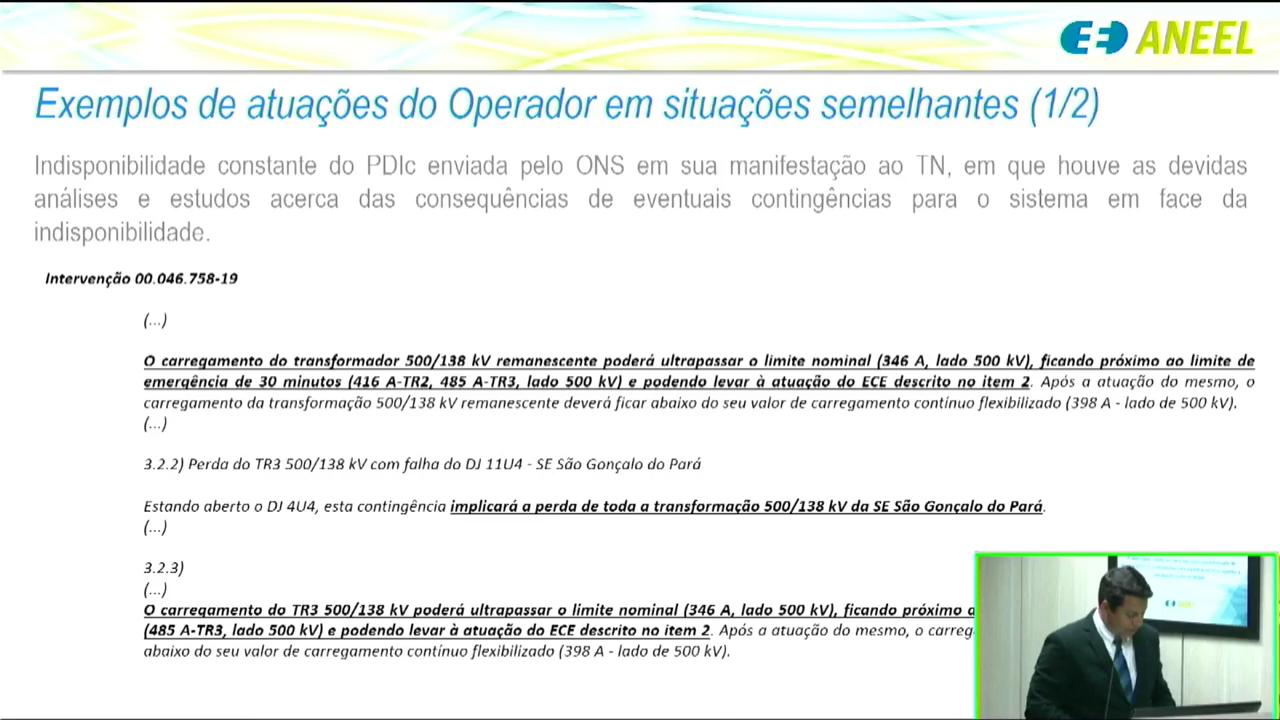 ANEEL
Exemplos de atuações do Operador em situações semelhantes (1/2)
Indisponibilidade constante do PDIc enviada pelo ONS em sua manifestação ao TN, em que houve as devidas
análises e estudos acerca das consequências de eventuais contingências para o sistema em face da
indisponibilidade.
Intervenção 00.046.758-19
(...)
O carregamento do transformador 500/138 kV remanescente poderá ultrapassar o limite nominal (346 A, lado 500 kV), ficando próximo ao limite de
emergência de 30 minutos (416 A-TR2, 485 A-TR3, lado 500 kV) e podendo levar à atuação do ECE descrito no item 2. Após a atuação do mesmo, o
carregamento da transformação 500/138 kV remanescente deverá ficar abaixo do seu valor de carregamento contínuo flexibilizado (398 A - lado de 500 kV).
(...)
3.2.2) Perda do TR3 500/138 kV com falha do DJ 11U4 - SE São Gonçalo do Pará
Estando aberto o DJ 4U4, esta contingência implicará a perda de toda a transformação 500/138 kV da SE São Gonçalo do Pará.
(...)
3.2.3)
(...)
O carregamento do TR3 500/138 kV poderá ultrapassar o limite nominal (346 A, lado 500 kV), ficando próximo
(485 A-TR3, lado 500 kV) e podendo levar à atuação do ECE descrito no item 2. Após a atuação do mesmo, o
abaixo do seu valor de carregamento contínuo flexibilizado (398 A - lado de 500 kV).